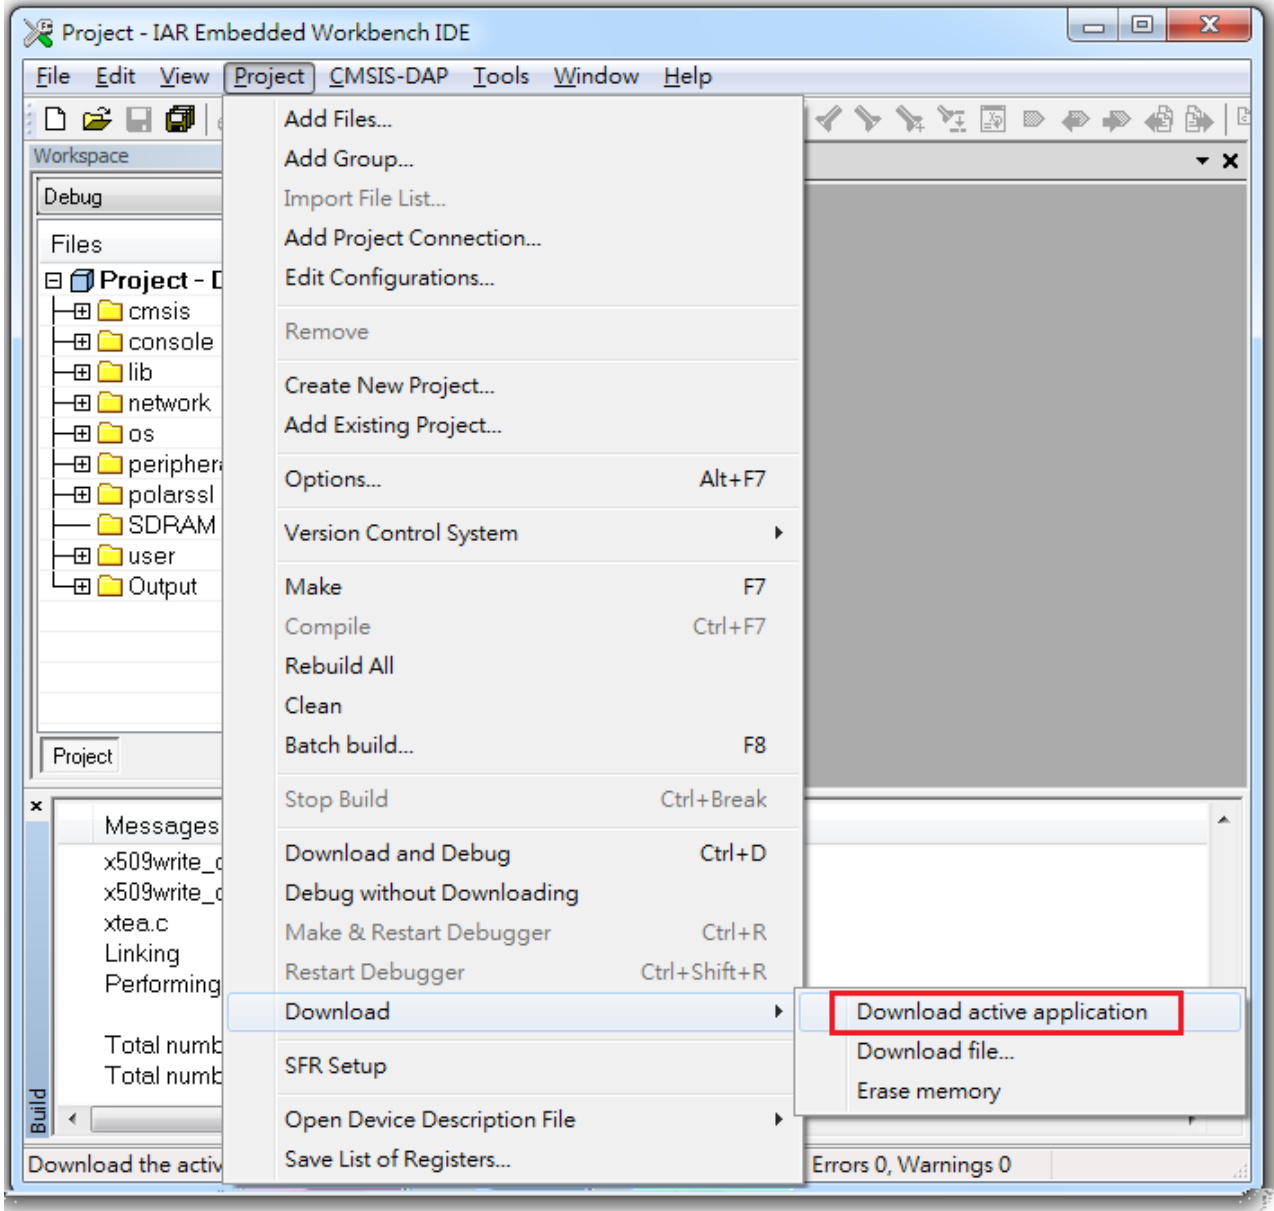 Project - IAR Embedded Workbench IDE
File Edit View Project CMSIS-DAP Tools Window Help
Workspace
Debug
Files
Project -
cmsis
console
lib
network
os
peripher
polarssl
SDRAM
user
Output
Project
Add Files...
Add Group...
Import File List...
Add Project Connection...
Edit Configurations...
Remove
Create New Project...
Add Existing Project...
Options... Alt+F7
Version Control System
Make F7
Compile Ctrl+F7
Rebuild All
Clean
Batch build... F8
Stop Build Ctrl+Break
Download and Debug Ctrl+D
Debug without Downloading
Make & Restart Debugger Ctrl+R
Restart Debugger Ctrl+Shift+R
Download
SFR Setup
Open Device Description File
Save List of Registers...
Download active application
Download file...
Erase memory
Messages
x509write_
x509write_
xtea.c
Linking
Performing
Total numb
Total numb
Build
Download the activ
Errors 0, Warnings 0